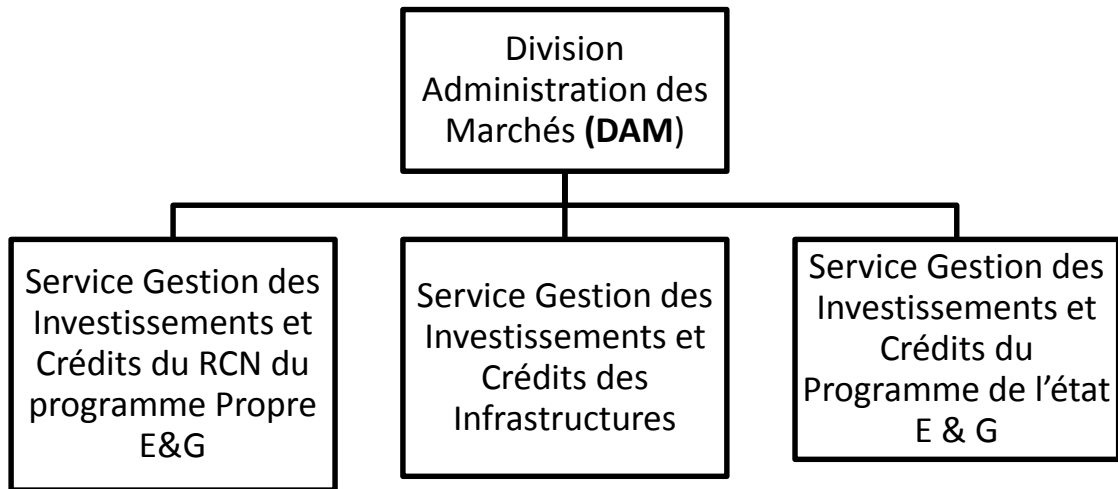 Division
Administration des
Marchés (DAM)
Service Gestion des
Investissements et
Crédits du RCN du
programme Propre
E&G
Service Gestion des
Investissements et
Crédits des
Infrastructures
Service Gestion des
Investissements et
Crédits du
Programme de l’état
E & G